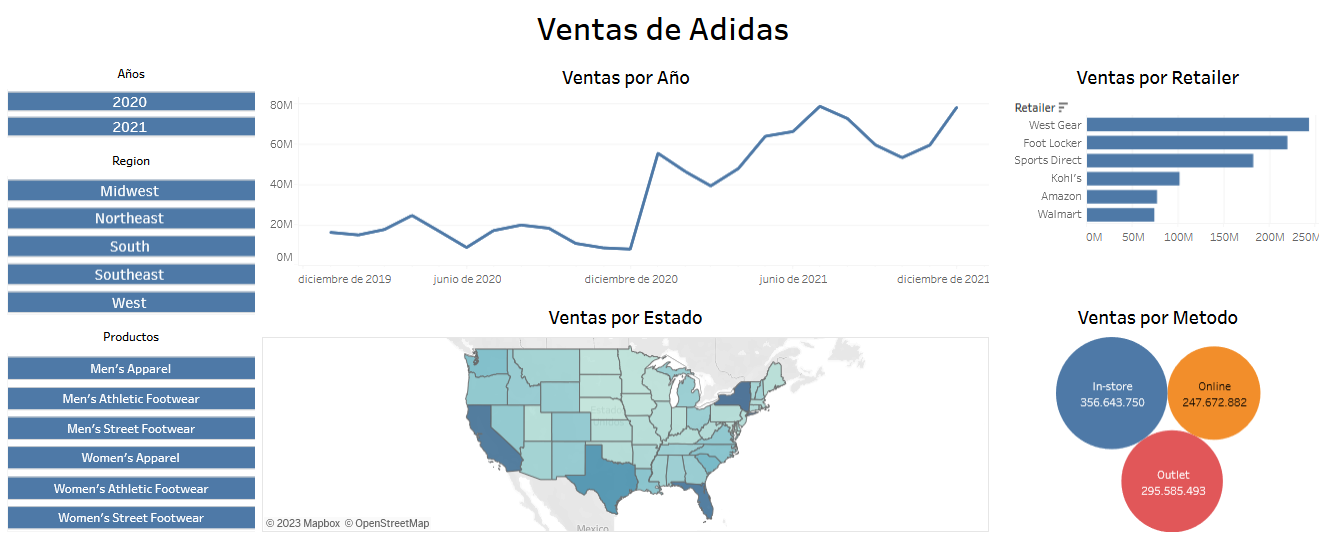 Ventas de Adidas
Años
2020
2021
Region
Midwest
Northeast
South
Southeast
West
Productos
Men's Apparel
Men's Athletic Footwear
Men's Street Footwear
Women's Apparel
Women's Athletic Footwear
Women's Street Footwear
Ventas por Año
80M
60M
40M
20M
0M
diciembre de 2019 junio de 2020 diciembre de 2020 junio de 2021 diciembre de 2021
Ventas por Estado
Mexico
© 2023 Mapbox © OpenStreetMap
Ventas por Retailer
Retailer
West Gear
Foot Locker
Sports Direct
Kohl's
Amazon
Walmart
0M 50M 100M 150M 200M 250M
Ventas por Metodo
In-store
356.643.750
Online
247.672.882
Outlet
295.585.493